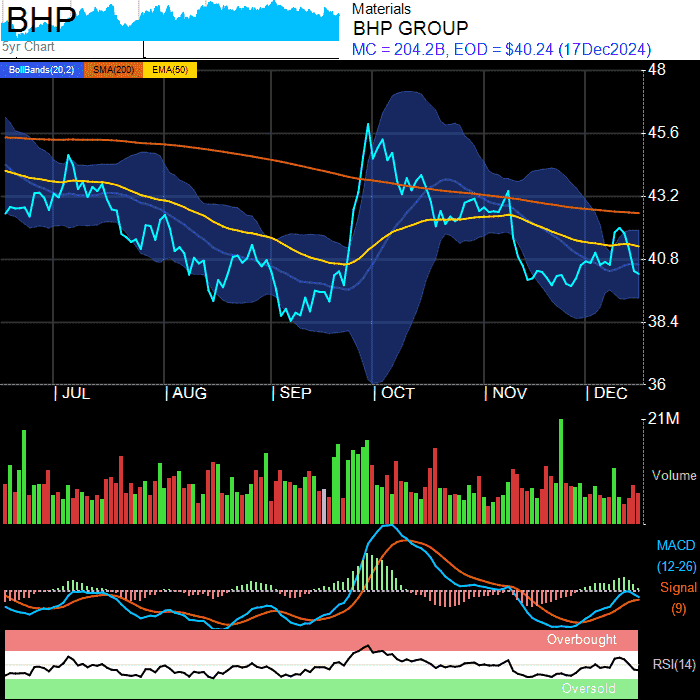 BHP
5yr Chart
Materials
BHP GROUP
MC = 204.2B, EOD = $40.24 (17Dec2024)
BollBands(20,2) SMA(200) EMA(50)
48
45.6
43.2
40.8
38.4
36
JUL AUG SEP OCT NOV DEC
21M
Volume
MACD
(12-26)
Signal
(9)
Overbought
RSI(14)
Oversold